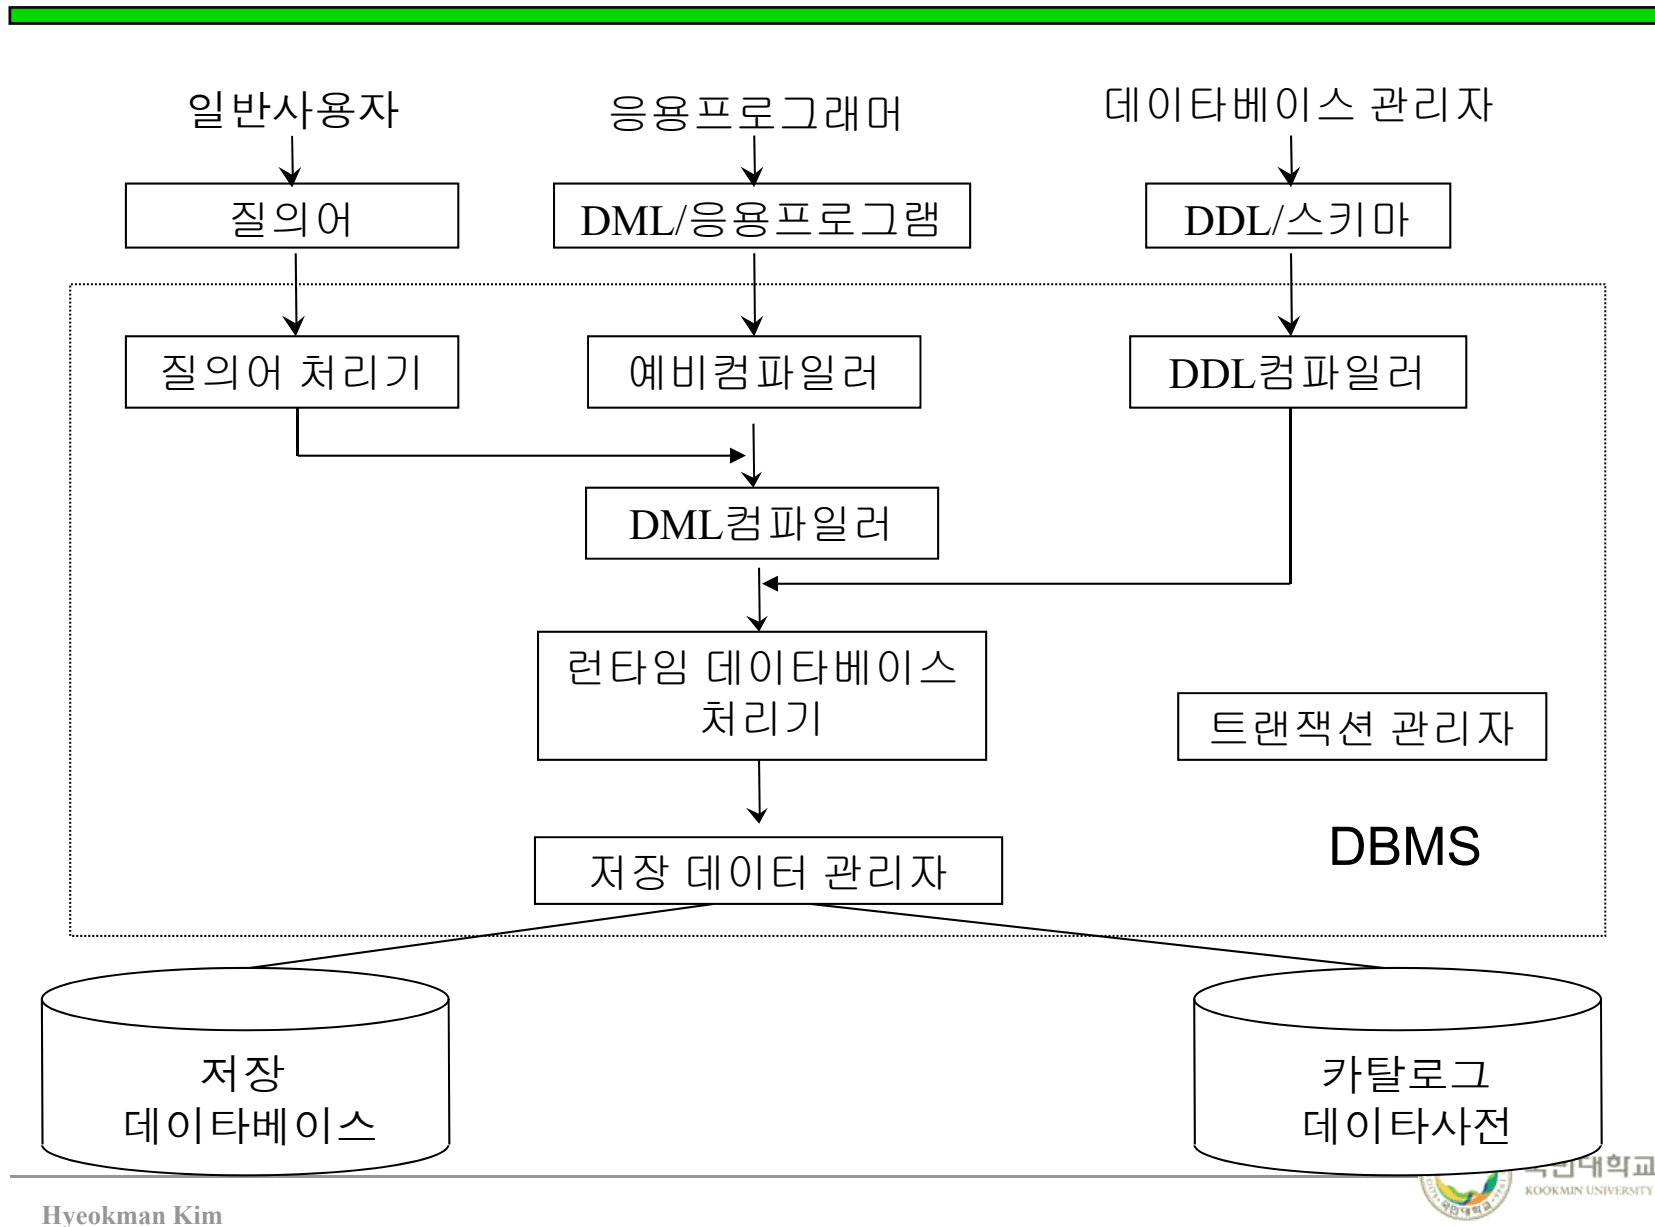 일반사용자
응용프로그래머
데이타베이스 관리자
질의어
DML/응용프로그램
DDL/스키마
질의어 처리기
예비컴파일러
DDL컴파일러
DML컴파일러
런타임 데이타베이스
처리기
트랜잭션 관리자
DBMS
저장 데이터 관리자
저장
데이타베이스
카탈로그
데이타사전
Hyeokman Kim
국민대학교
KOOKMIN UNIVERSITY